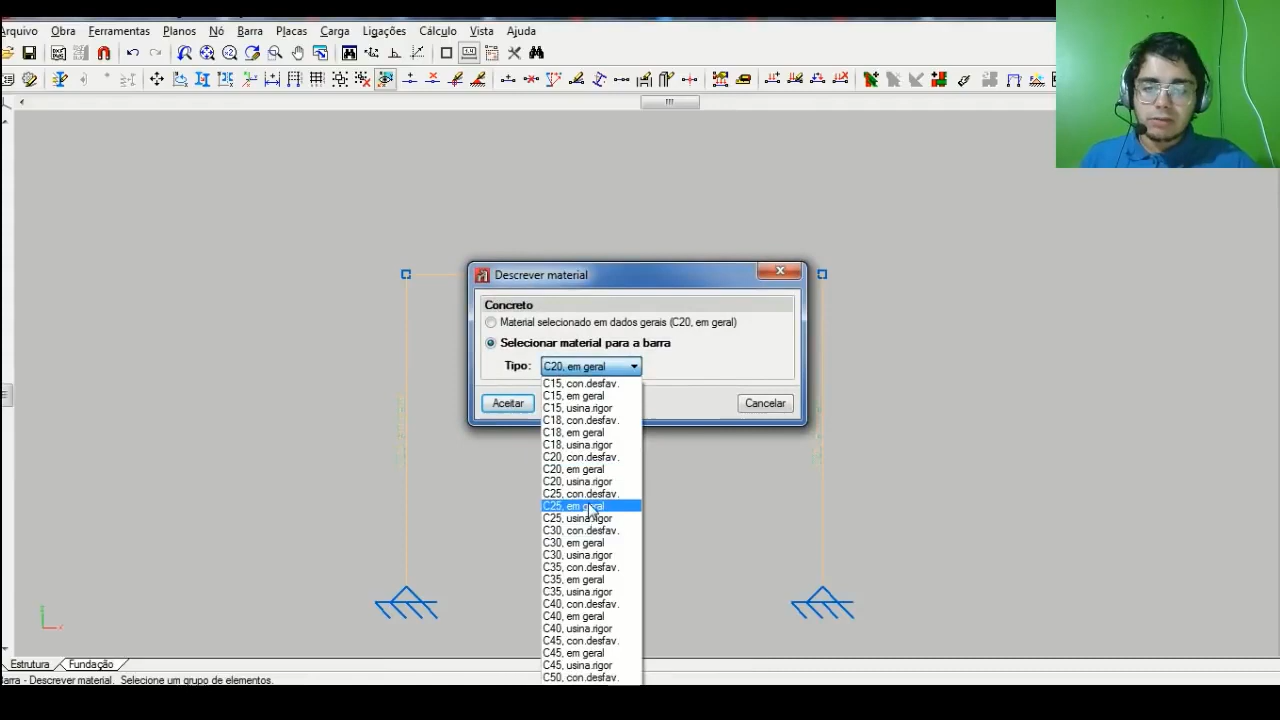 Arquivo Obra Ferramentas Planos Nó Barra Placas Carga Ligações Cálculo Vista Ajuda
Descrever material
Concreto
Material selecionado em dados gerais (C20, em geral)
Selecionar material para a barra
Tipo: C20, em geral
C15, con.desfav.
C15, em geral
Aceitar
Cancelar
C15, usina.rigor
C18, con.desfav.
C18, em geral
C18, usina.rigor
C20, con.desfav.
C20, em geral
C20, usina.rigor
C25, con.desfav.
C25, em geral
C25, usina.rigor
C30, con.desfav.
C30, em geral
C30, usina.rigor
C35, con.desfav.
C35, em geral
C35, usina.rigor
C40, con.desfav.
C40, em geral
C40, usina.rigor
C45, con.desfav.
C45, em geral
C45, usina.rigor
C50, con.desfav.
Estrutura Fundação
Barra - Descrever material. Selecione um grupo de elementos.